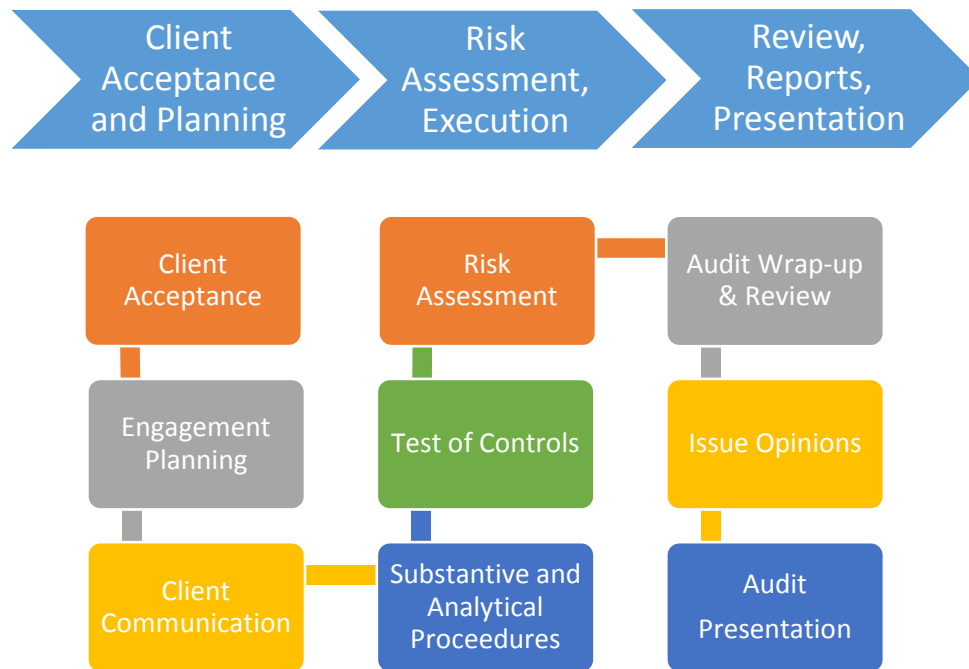 Client
Acceptance
and Planning
Risk
Assessment,
Execution
Review,
Reports,
Presentation
Client
Acceptance
Engagement
Planning
Client
Communication
Risk
Assessment
Test of Controls
Substantive and
Analytical
Proceedures
Audit Wrap-up
& Review
Issue Opinions
Audit
Presentation